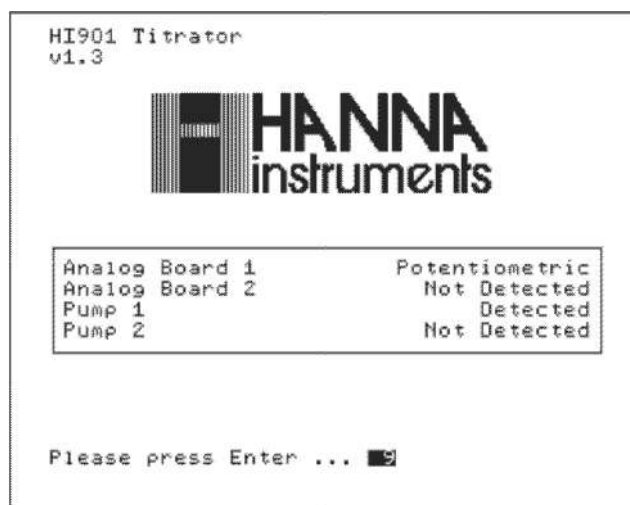 HI901 Titrator
v1.3
HANNA
instruments
Analog Board 1 Potentiometric
Analog Board 2 Not Detected
Pump 1 Detected
Pump 2 Not Detected
Please press Enter ... 9